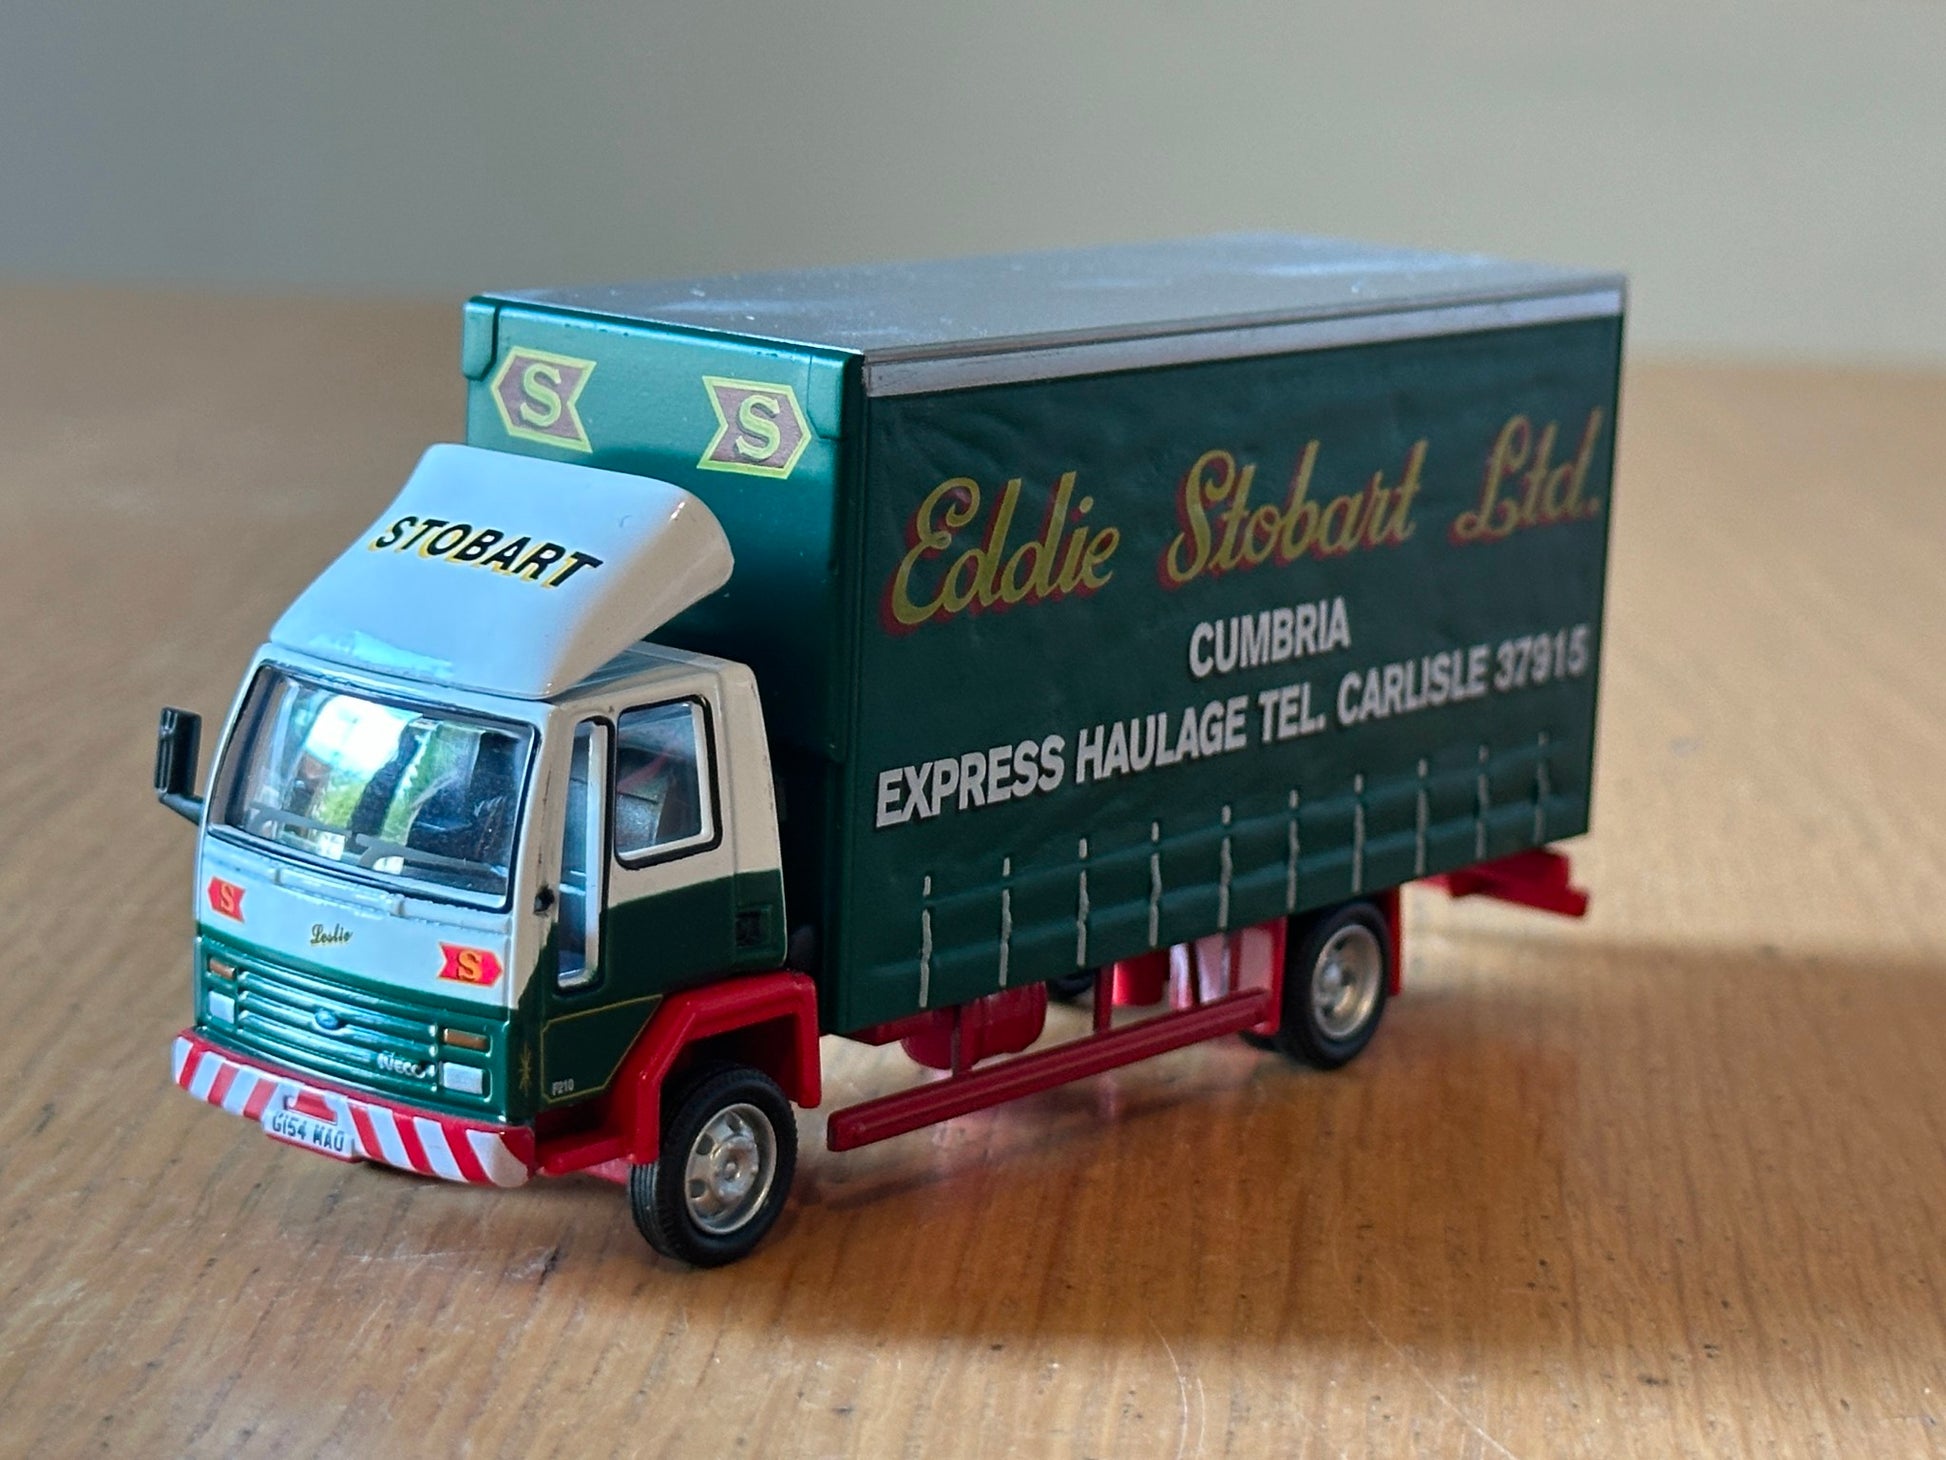 S S
STOBART
Eddie Stobart Ltd.
CUMBRIA
EXPRESS HAULAGE TEL. CARLISLE 37915
S
Leslie
S
IVECO
F210
G154 MAO